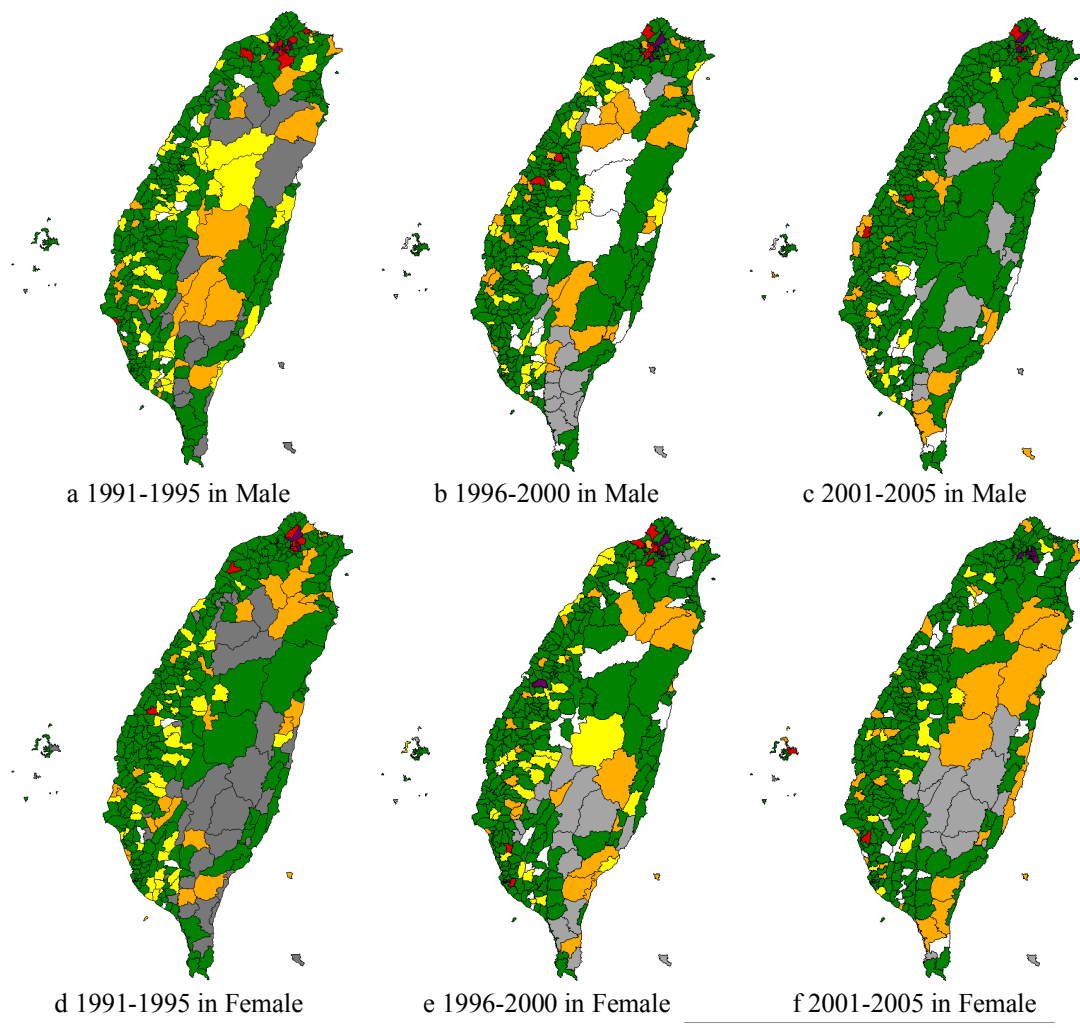 a 1991-1995 in Male
b 1996-2000 in Male
c 2001-2005 in Male
d 1991-1995 in Female
e 1996-2000 in Female
f 2001-2005 in Female